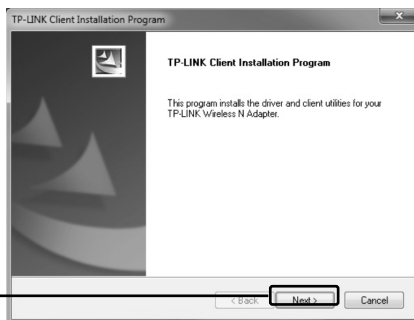 TP-LINK Client Installation Program
TP-LINK Client Installation Program
This program installs the driver and client utilities for your
TP-LINK Wireless N Adapter.
< Back Next > Cancel